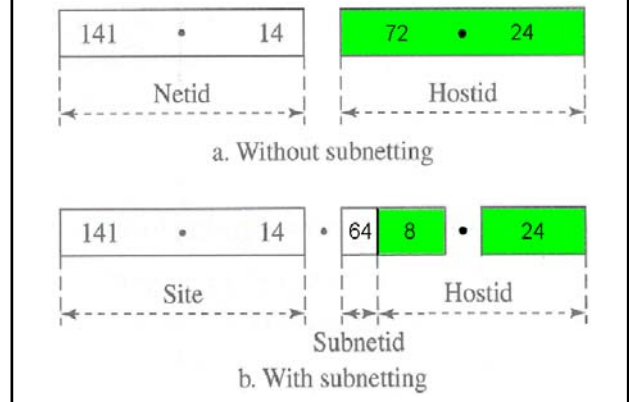 141 • 14 72 • 24
Netid Hostid
a. Without subnetting
141 • 14 • 64 8 • 24
Site Hostid
Subnetid
b. With subnetting